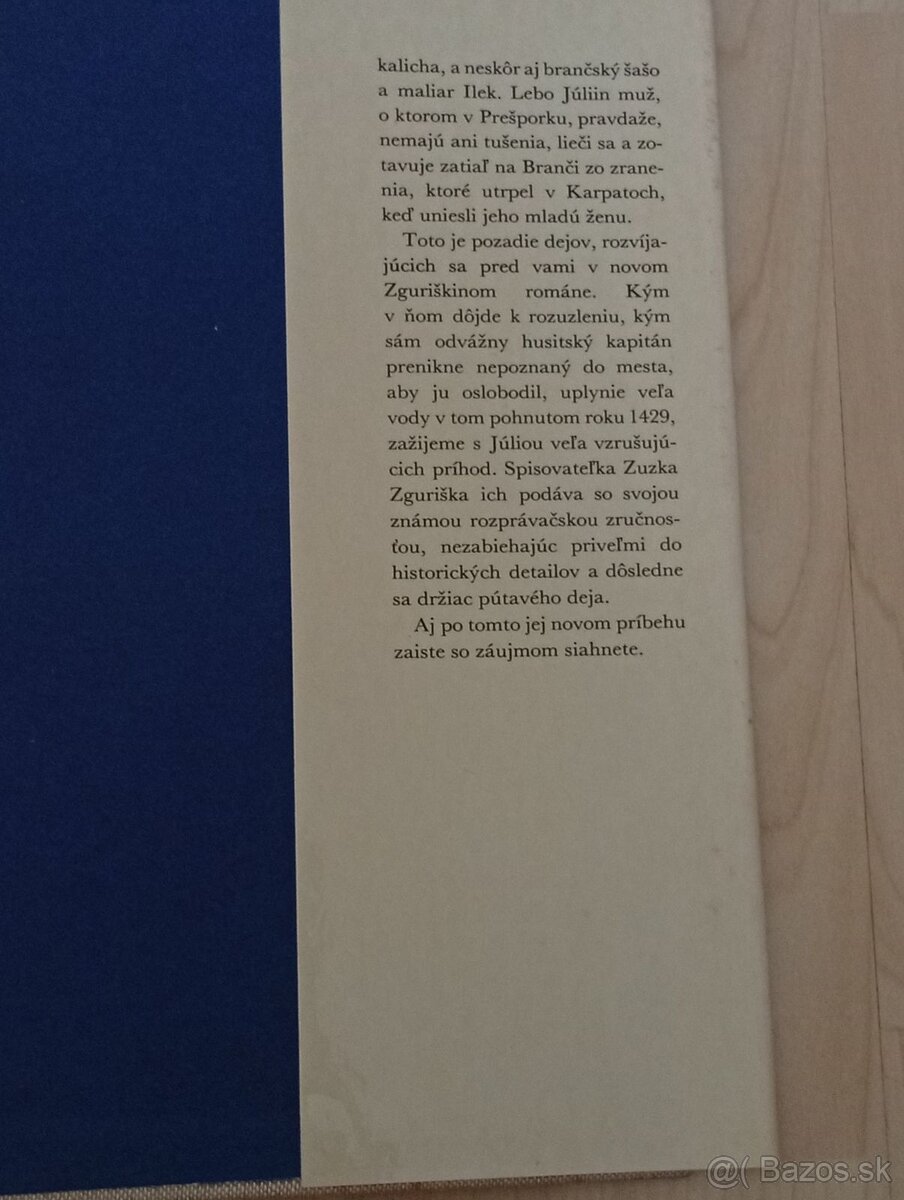 kalicha, a neskôr aj brančský šašo
a maliar Ilek. Lebo Júliin muž,
o ktorom v Prešporku, pravdaže,
nemajú ani tušenia, lieči sa a zo-
tavuje zatiaľ na Branči zo zrane-
nia, ktoré utrpel v Karpatoch,
keď uniesli jeho mladú ženu.
Toto je pozadie dejov, rozvíja-
júcich sa pred vami v novom
Zguriškinom románe. Kým
v ňom dôjde k rozuzleniu, kým
sám odvážny husitský kapitán
prenikne nepoznaný do mesta,
aby ju oslobodil, uplynie veľa
vody v tom pohnutom roku 1429,
zažijeme s Júliou veľa vzrušujú-
cich príhod. Spisovateľka Zuzka
Zguriška ich podáva so svojou
známou rozprávačskou zručnos-
ťou, nezabiehajúc priveľmi do
historických detailov a dôsledne
sa držiac pútavého deja.
Aj po tomto jej novom príbehu
zaiste so záujmom siahnete.
@( Bazos.sk